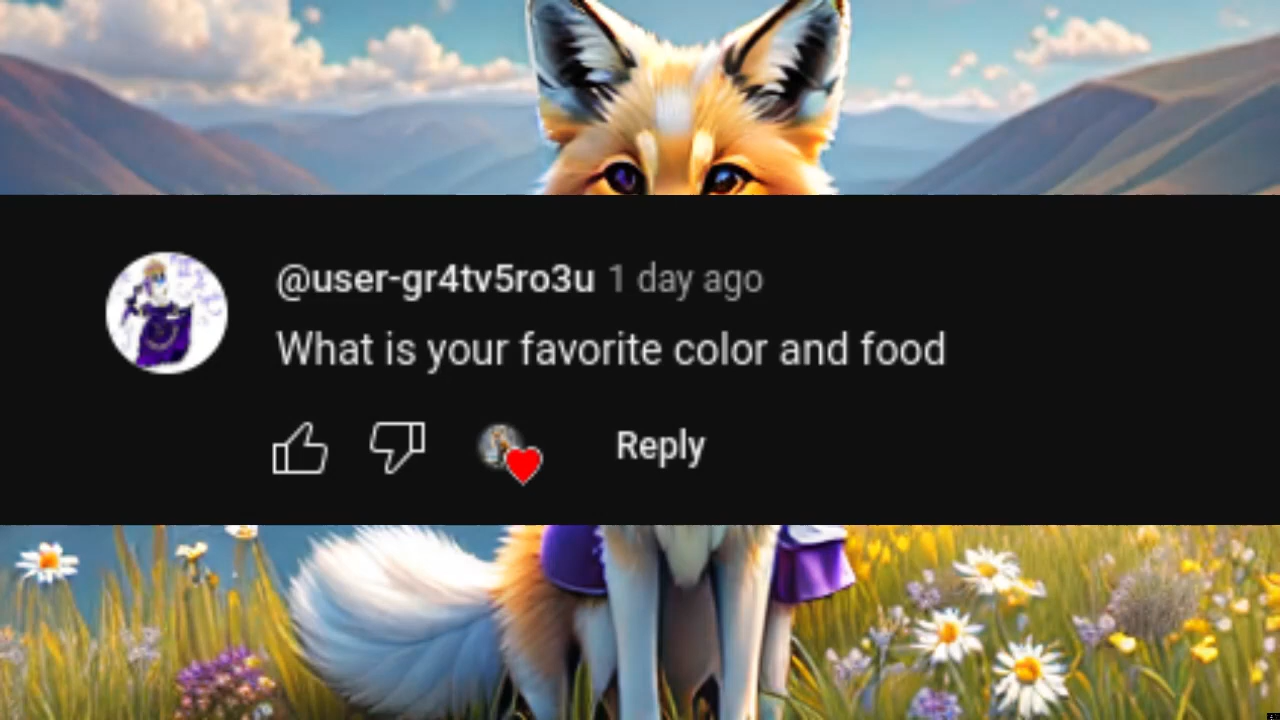 @user-gr4tv5ro3u 1 day ago
What is your favorite color and food
Reply